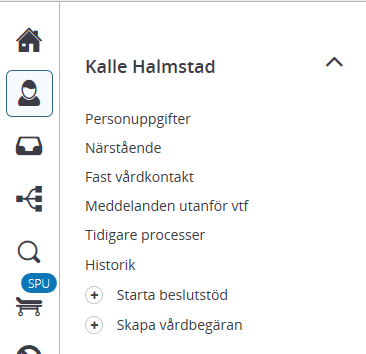 Kalle Halmstad
Personuppgifter
Närstående
Fast vårdkontakt
Meddelanden utanför vtf
Tidigare processer
Historik
SPU
Starta beslutstöd
Skapa vårdbegäran